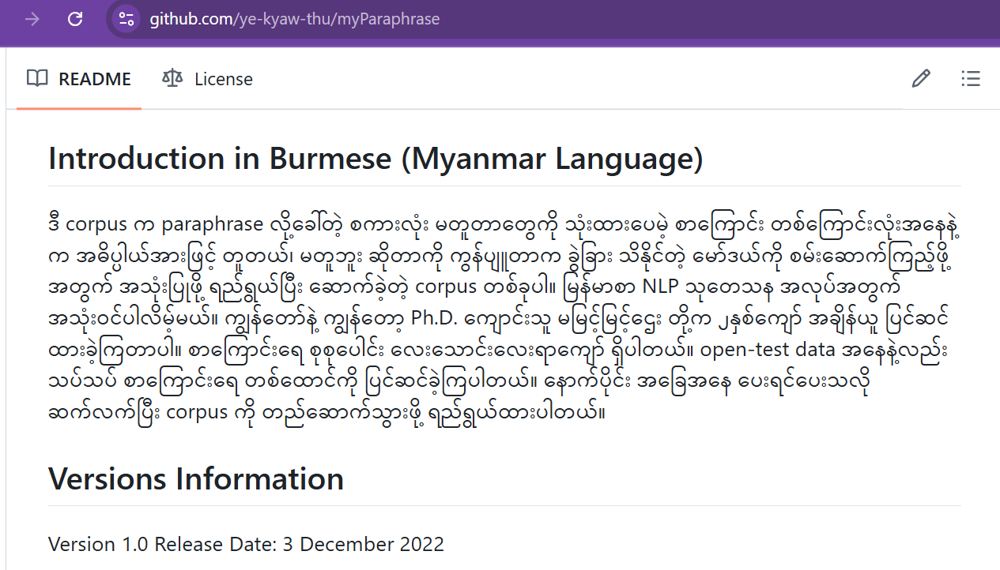 github.com/ye-kyaw-thu/myParaphrase
README License
Introduction in Burmese (Myanmar Language)
ဒီ corpus က paraphrase လို့ခေါ်တဲ့ စကားလုံး မတူတာတွေကို သုံးထားပေမဲ့ စာကြောင်း တစ်ကြောင်းလုံးအနေနဲ့
က အဓိပ္ပါယ်အားဖြင့် တူတယ်၊ မတူဘူး ဆိုတာကို ကွန်ပျူတာက ခွဲခြား သိနိုင်တဲ့ မော်ဒယ်ကို စမ်းဆောက်ကြည့်ဖို့
အတွက် အသုံးပြုဖို့ ရည်ရွယ်ပြီး ဆောက်ခဲ့တဲ့ corpus တစ်ခုပါ။ မြန်မာစာ NLP သုတေသန အလုပ်အတွက်
အသုံးဝင်ပါလိမ့်မယ်။ ကျွန်တော်နဲ့ ကျွန်တော့ Ph.D. ကျောင်းသူ မမြင့်မြင့်ဌေး တို့က ၂နှစ်ကျော် အချိန်ယူ ပြင်ဆင်
ထားခဲ့ကြတာပါ။ စာကြောင်းရေ စုစုပေါင်း လေးသောင်းလေးရာကျော် ရှိပါတယ်။ open-test data အနေနဲ့လည်း
သပ်သပ် စာကြောင်းရေ တစ်ထောင်ကို ပြင်ဆင်ခဲ့ကြပါတယ်။ နောက်ပိုင်း အခြေအနေ ပေးရင်ပေးသလို
ဆက်လက်ပြီး corpus ကို တည်ဆောက်သွားဖို့ ရည်ရွယ်ထားပါတယ်။
Versions Information
Version 1.0 Release Date: 3 December 2022